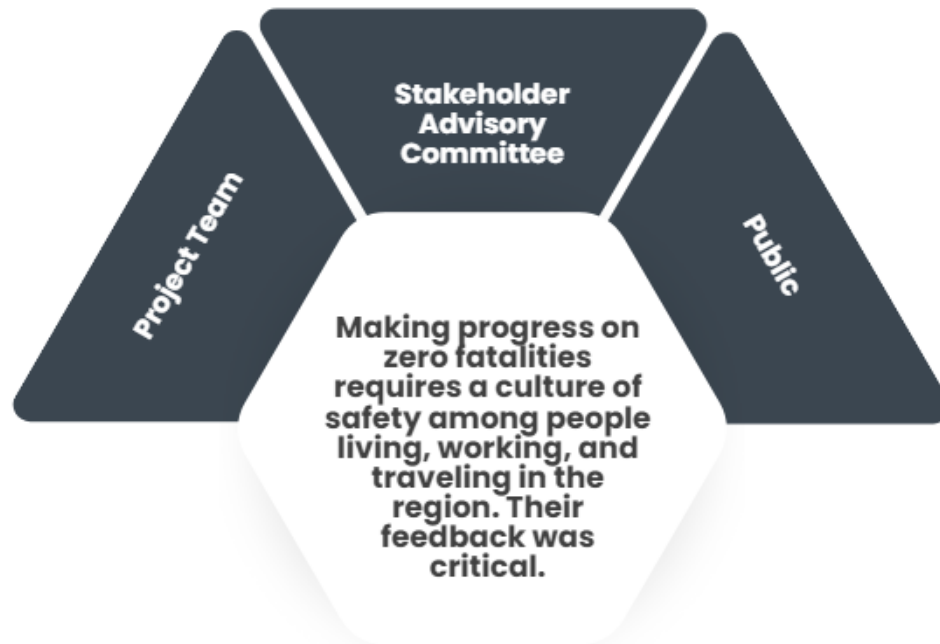 Stakeholder
Advisory
Committee
Project Team
Public
Making progress on
zero fatalities
requires a culture of
safety among people
living, working, and
traveling in the
region. Their
feedback was
critical.